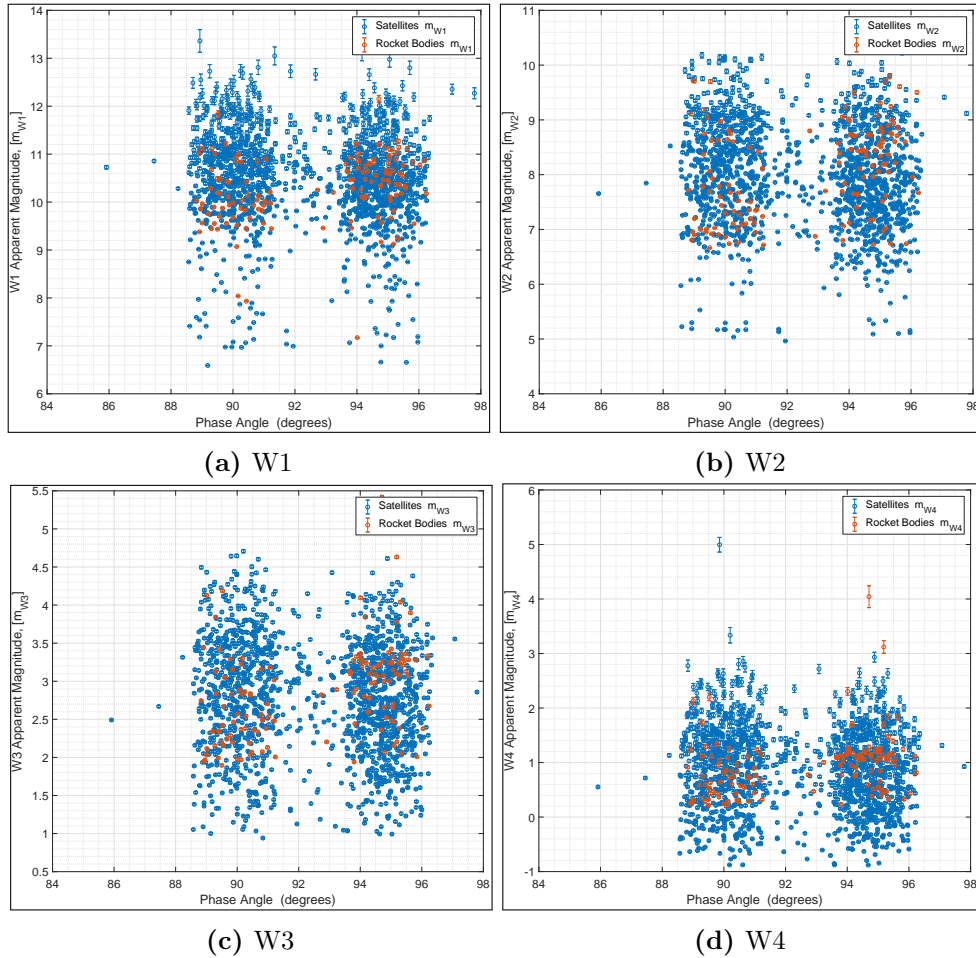 14
13
12
11
10
9
8
7
6
84 86 88 90 92 94 96 98
W1 Apparent Magnitude, [m_W1]
Phase Angle (degrees)
Satellites m_W1
Rocket Bodies m_W1
(a) W1
11
10
9
8
7
6
5
4
84 86 88 90 92 94 96 98
W2 Apparent Magnitude, [m_W2]
Phase Angle (degrees)
Satellites m_W2
Rocket Bodies m_W2
(b) W2
5.5
5
4.5
4
3.5
3
2.5
2
1.5
1
0.5
84 86 88 90 92 94 96 98
W3 Apparent Magnitude, [m_W3]
Phase Angle (degrees)
Satellites m_W3
Rocket Bodies m_W3
(c) W3
6
5
4
3
2
1
0
-1
84 86 88 90 92 94 96 98
W4 Apparent Magnitude, [m_W4]
Phase Angle (degrees)
Satellites m_W4
Rocket Bodies m_W4
(d) W4